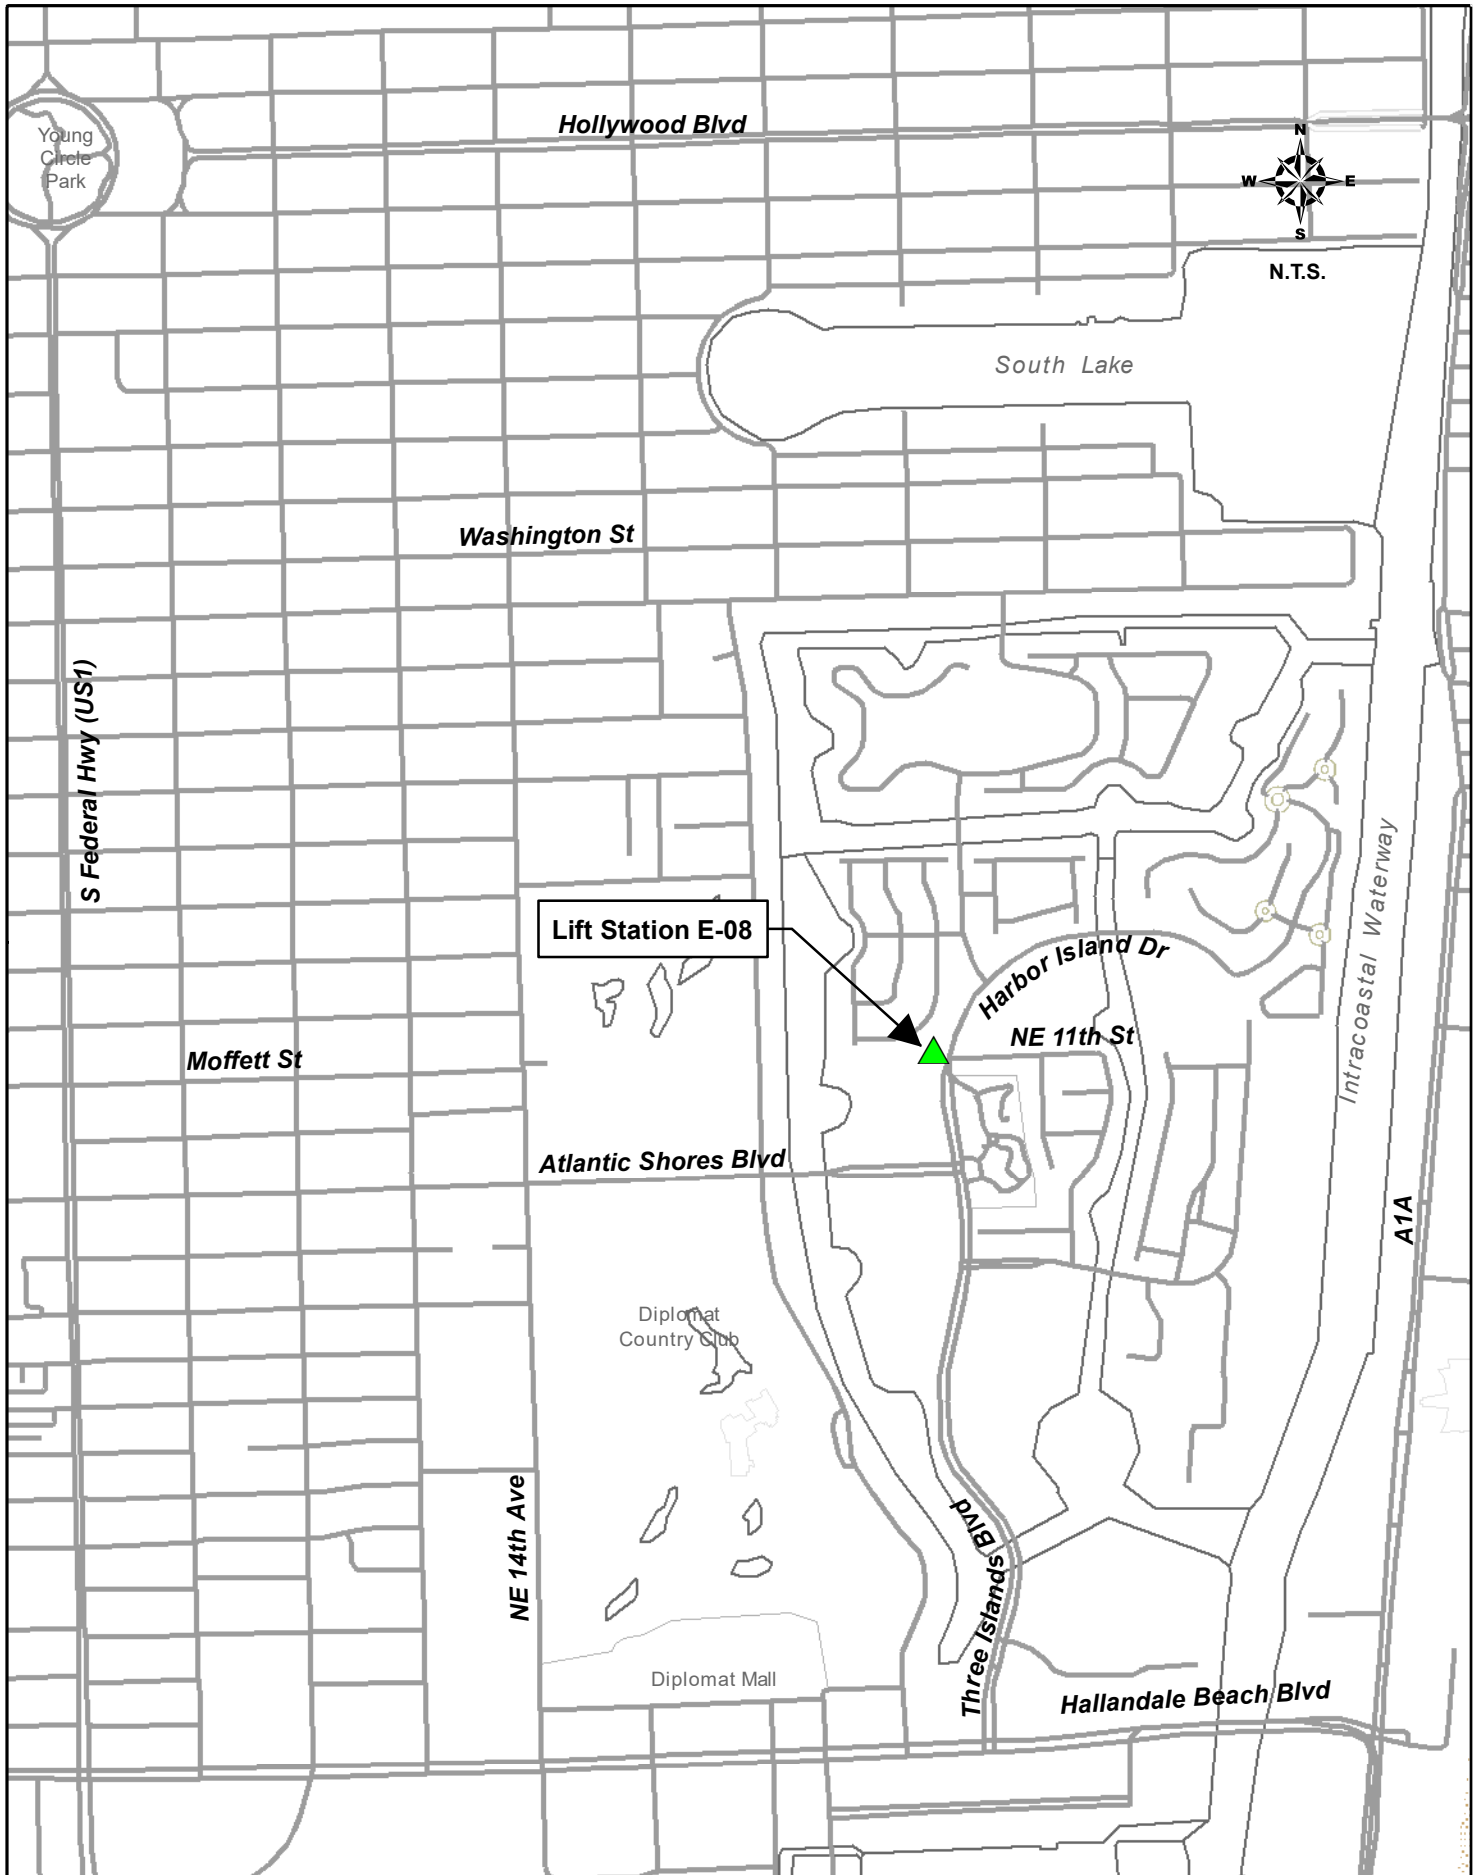 Hollywood Blvd
Young
Circle
Park
N
W
E
S
N.T.S.
South Lake
Washington St
S Federal Hwy (US1)
Intracoastal Waterway
Lift Station E-08
Harbor Island Dr
NE 11th St
Moffett St
Atlantic Shores Blvd
A1A
Diplomat
Country Club
NE 14th Ave
Three Islands Blvd
Diplomat Mall
Hallandale Beach Blvd